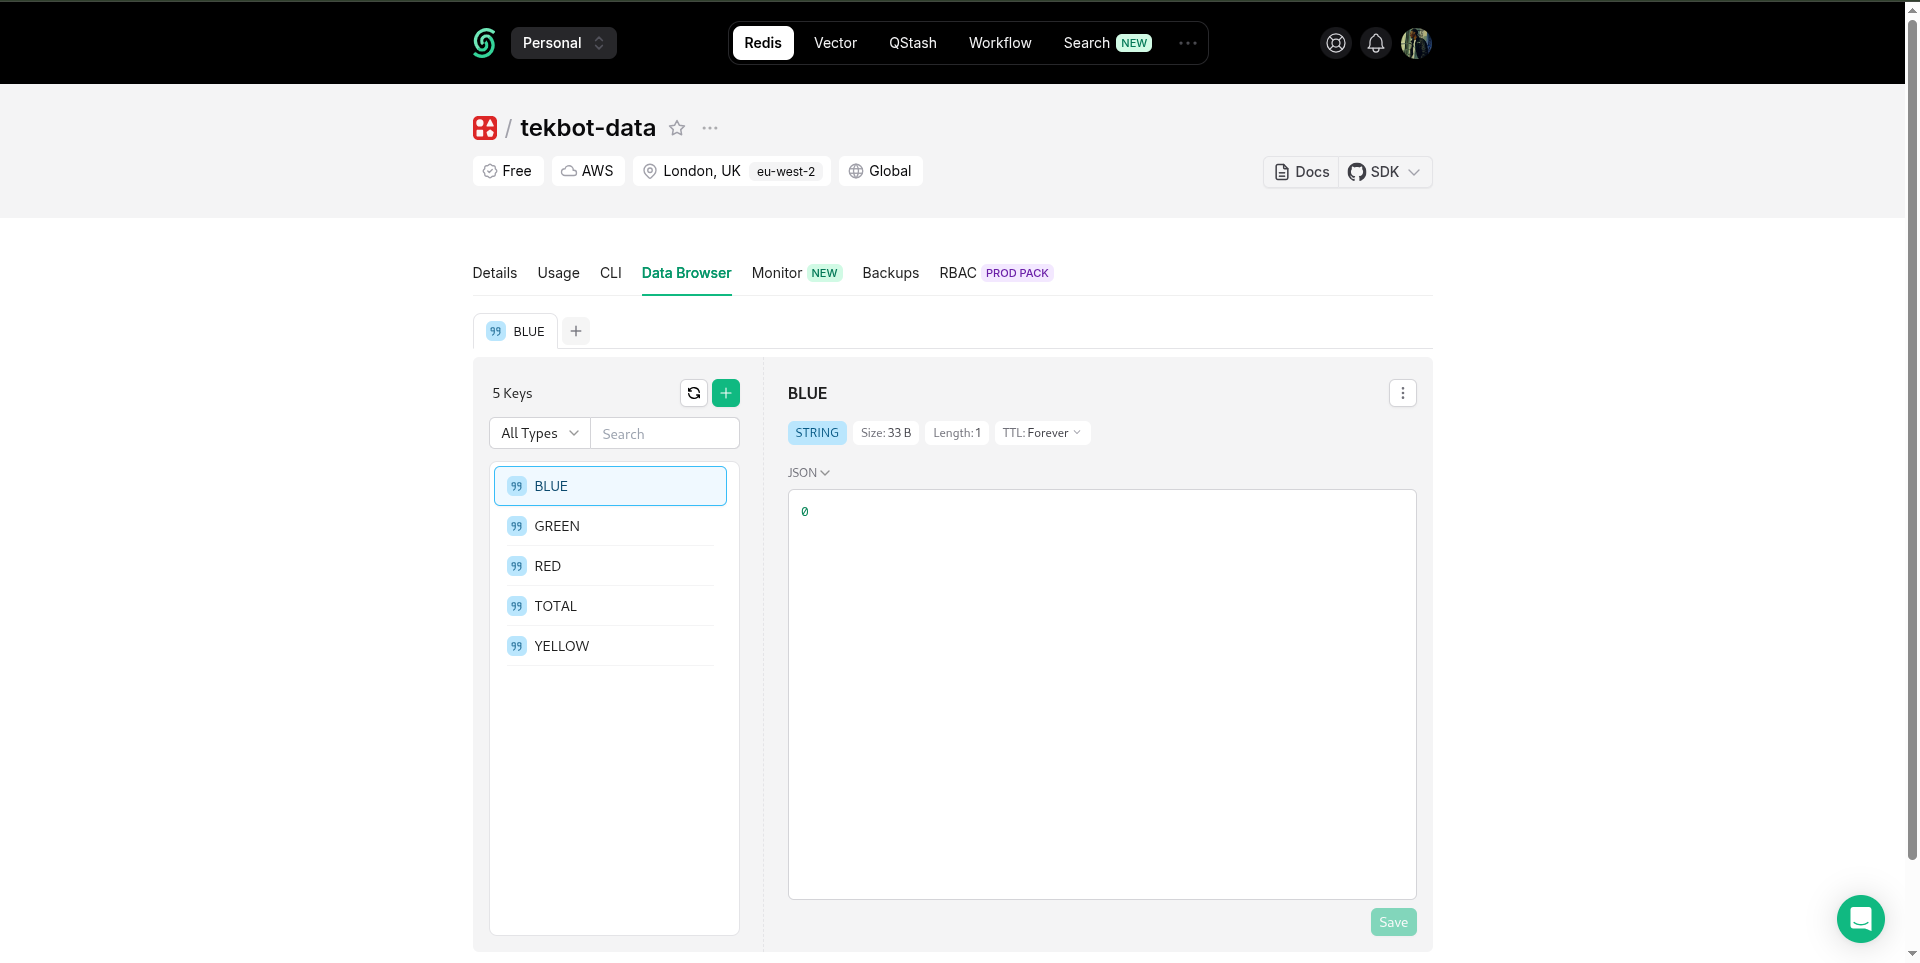 Personal
Redis Vector QStash Workflow Search NEW
/ tekbot-data
Free AWS London, UK eu-west-2 Global
Docs SDK
Details Usage CLI Data Browser Monitor NEW Backups RBAC PROD PACK
BLUE
5 Keys
All Types Search
BLUE
GREEN
RED
TOTAL
YELLOW
BLUE
STRING Size: 33 B Length: 1 TTL: Forever
JSON
0
Save